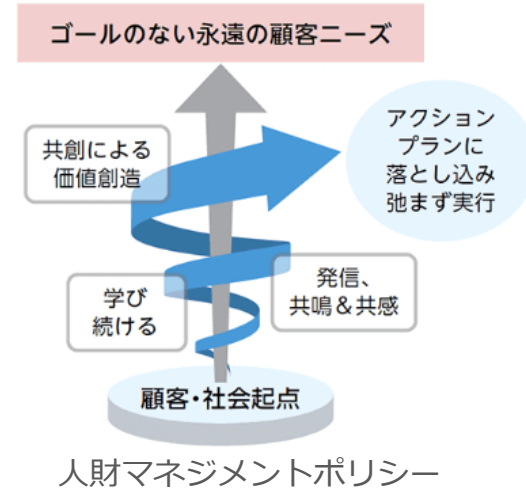 ゴールのない永遠の顧客ニーズ
アクション
プランに
落とし込み
弛まず実行
共創による
価値創造
発信、
共鳴＆共感
学び
続ける
顧客・社会起点
人財マネジメントポリシー